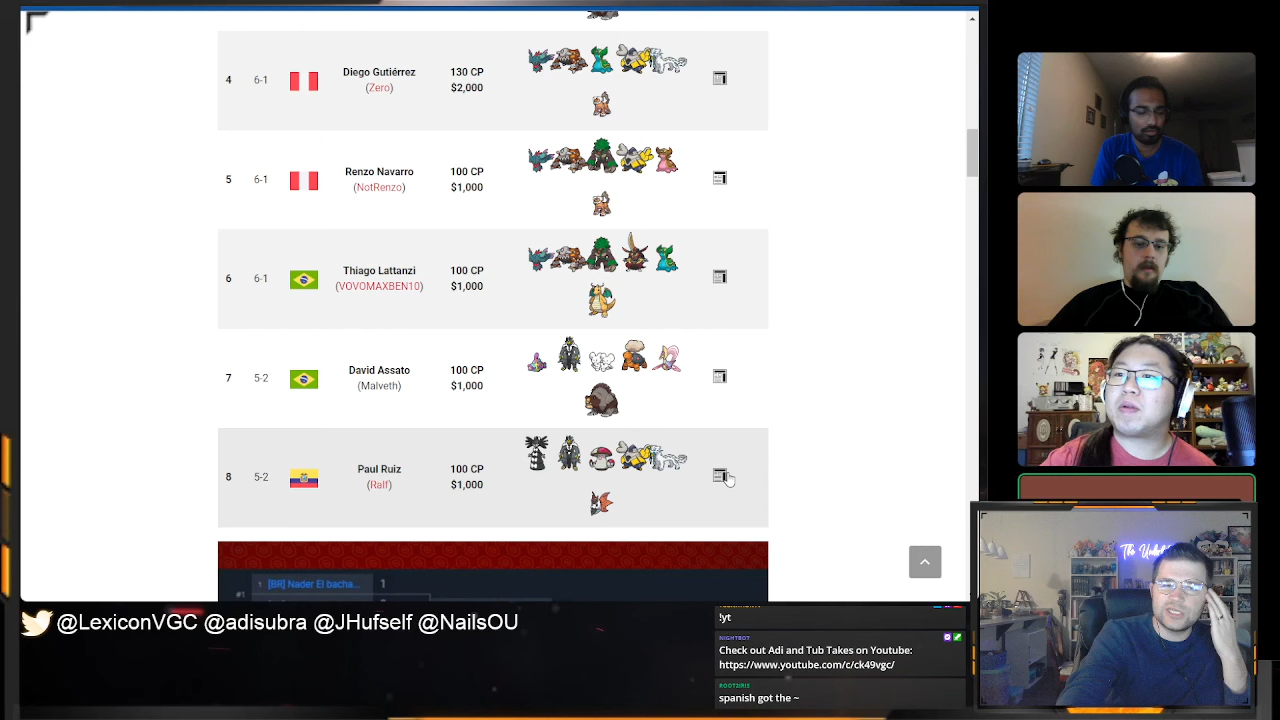 4 6-1 Diego Gutiérrez 130 CP
(Zero) $2,000
5 6-1 Renzo Navarro 100 CP
(NotRenzo) $1,000
6 6-1 Thiago Lattanzi 100 CP
(VOVOMAXBEN10) $1,000
7 5-2 David Assato 100 CP
(Malveth) $1,000
8 5-2 Paul Ruiz 100 CP
(Ralf) $1,000
#1 1 [BR] Nader El bacha... 1
@LexiconVGC @adisubra @JHufself @NailsOU
!yt
NIGHTBOT
Check out Adi and Tub Takes on Youtube:
https://www.youtube.com/c/ck49vgc/
ROOT2IRIS
spanish got the ~